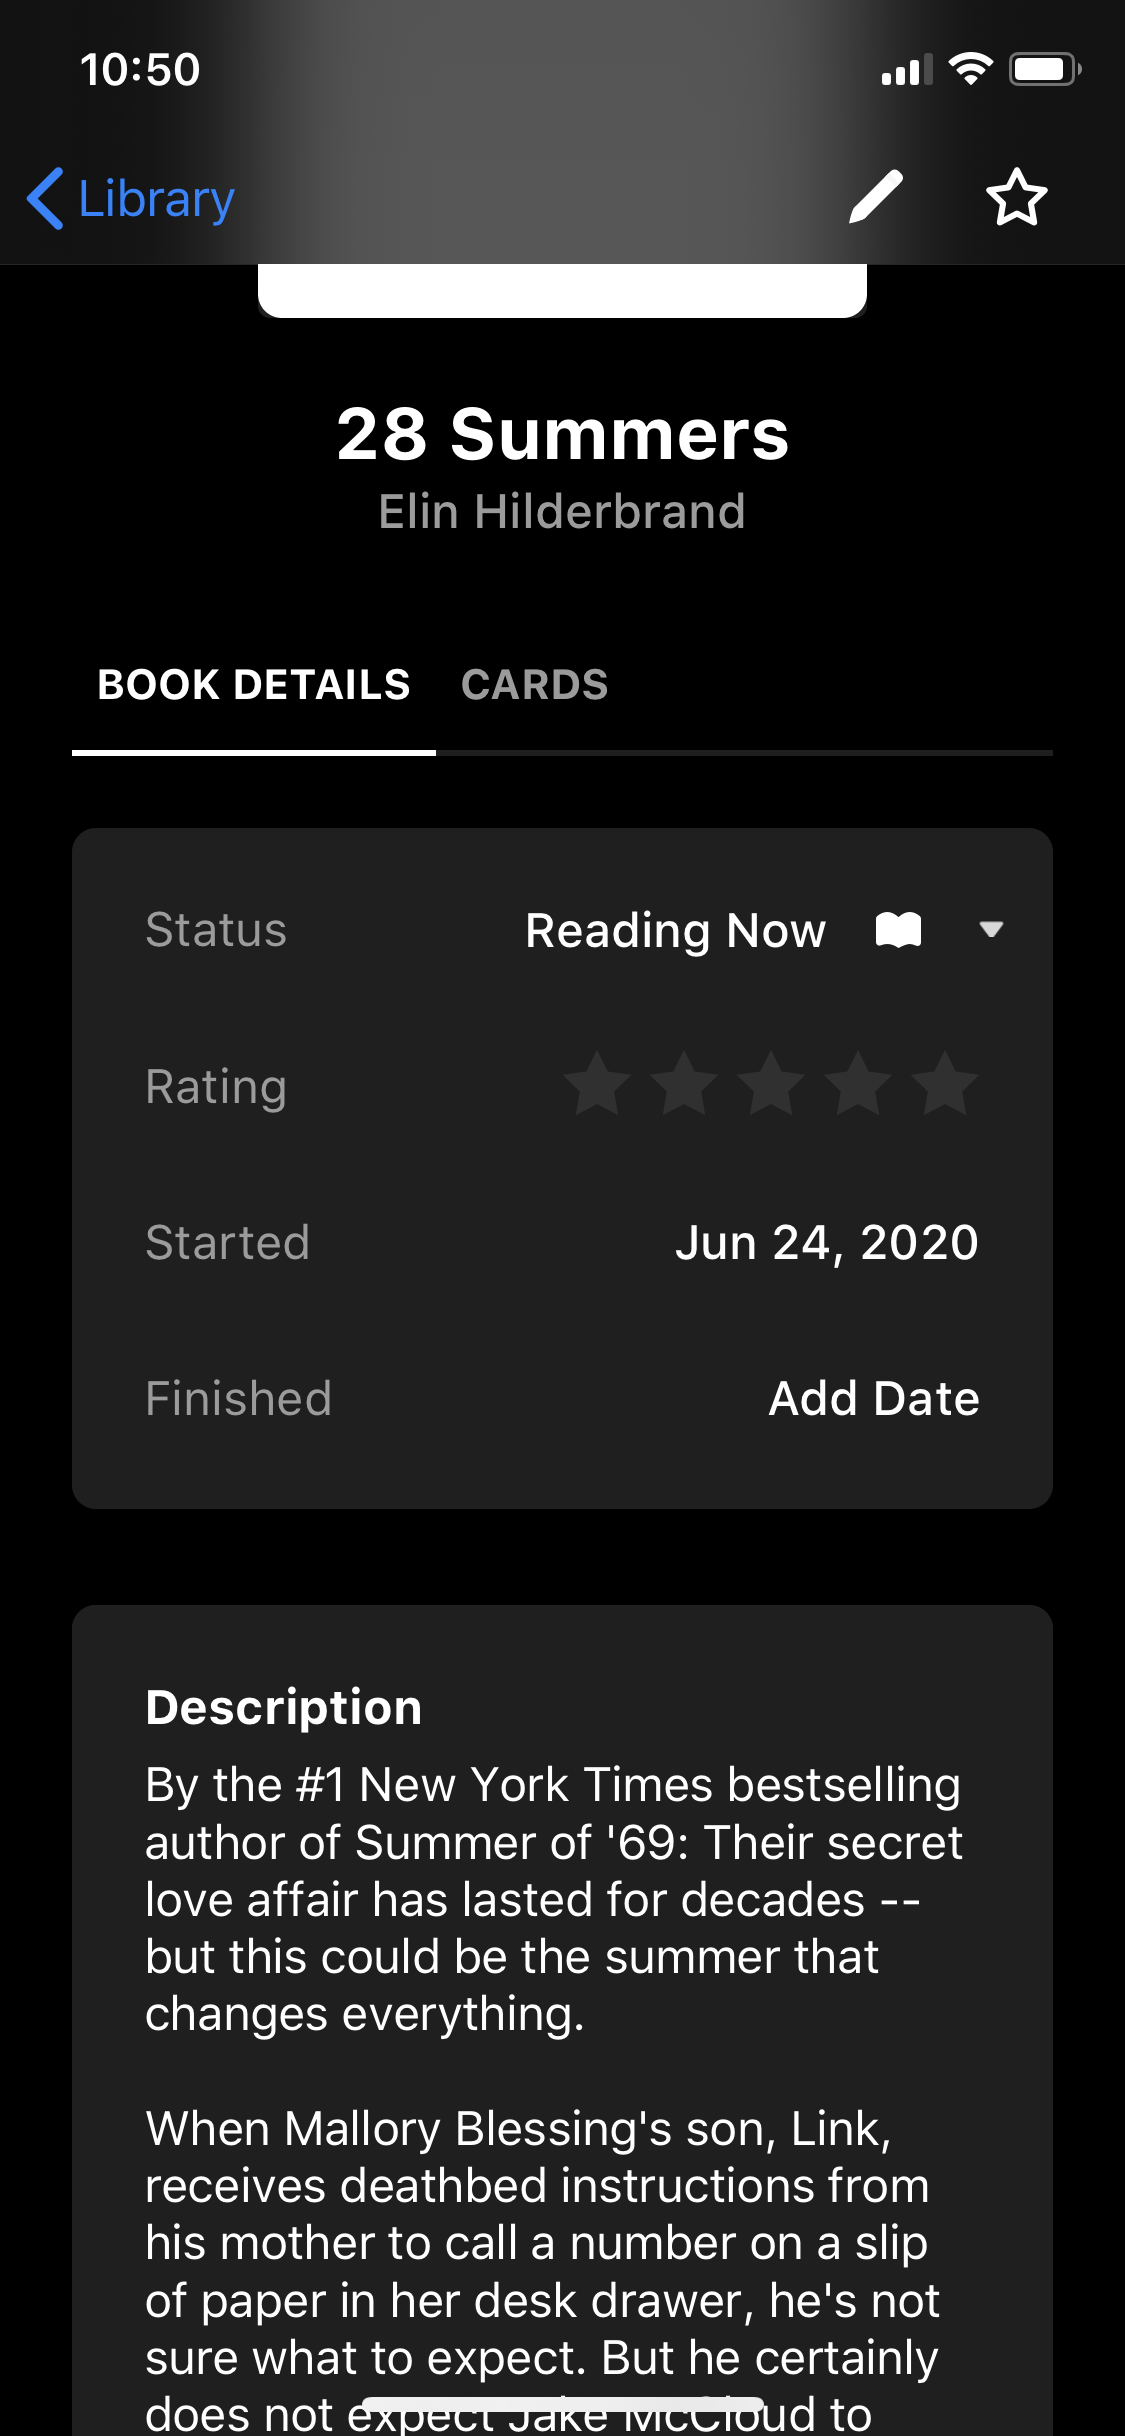 10:50
Library
28 Summers
Elin Hilderbrand
BOOK DETAILS CARDS
Status Reading Now
Rating
Started Jun 24, 2020
Finished Add Date
Description
By the #1 New York Times bestselling
author of Summer of '69: Their secret
love affair has lasted for decades --
but this could be the summer that
changes everything.
When Mallory Blessing's son, Link,
receives deathbed instructions from
his mother to call a number on a slip
of paper in her desk drawer, he's not
sure what to expect. But he certainly
does not expect Jake McCloud to